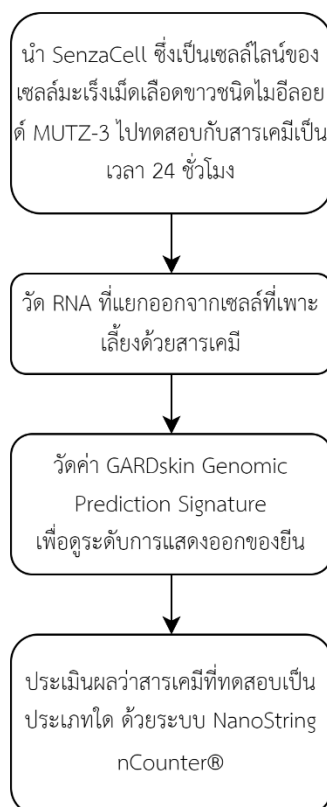 นำ SenzaCell ซึ่งเป็นเซลล์ไลน์ของ
เซลล์มะเร็งเม็ดเลือดขาวชนิดไมอีลอย
ด์ MUTZ-3 ไปทดสอบกับสารเคมีเป็น
เวลา 24 ชั่วโมง
วัด RNA ที่แยกออกจากเซลล์ที่เพาะ
เลี้ยงด้วยสารเคมี
วัดค่า GARDskin Genomic
Prediction Signature
เพื่อดูระดับการแสดงออกของยีน
ประเมินผลว่าสารเคมีที่ทดสอบเป็น
ประเภทใด ด้วยระบบ NanoString
nCounter®